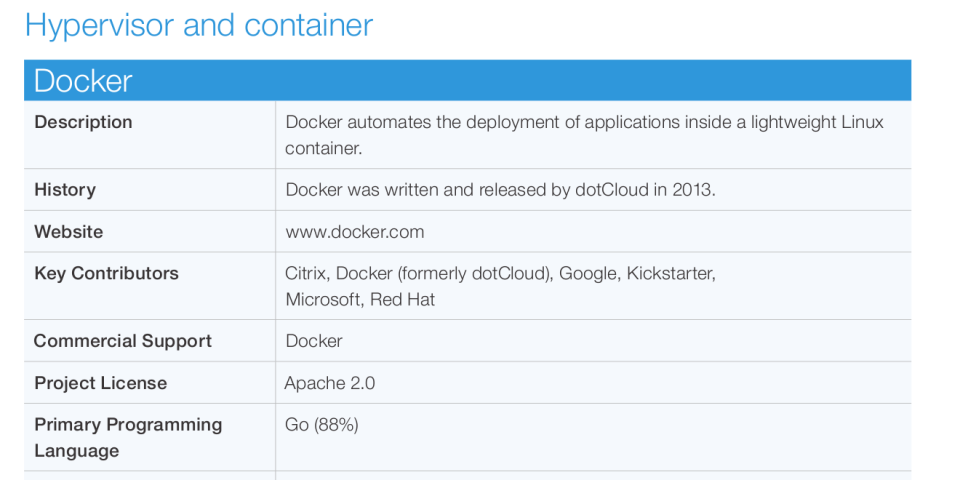 Hypervisor and container
Docker
Description
Docker automates the deployment of applications inside a lightweight Linux
container.
History
Docker was written and released by dotCloud in 2013.
Website
www.docker.com
Key Contributors
Citrix, Docker (formerly dotCloud), Google, Kickstarter,
Microsoft, Red Hat
Commercial Support
Docker
Project License
Apache 2.0
Primary Programming
Language
Go (88%)